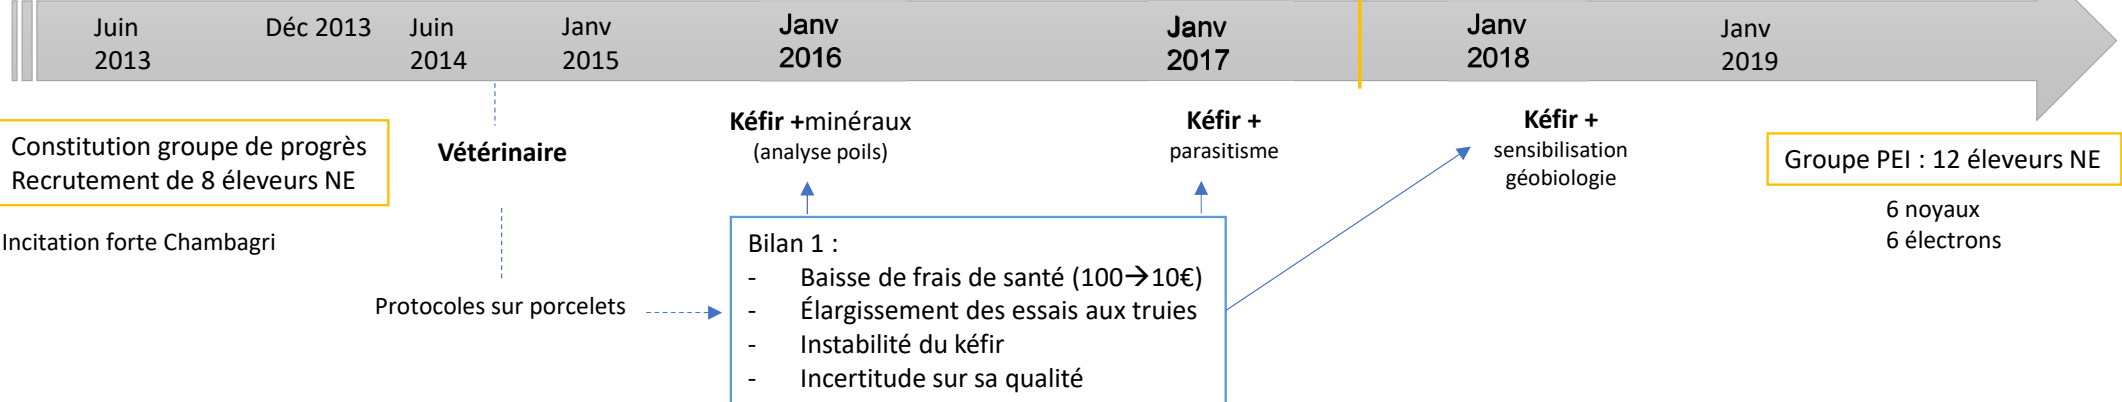 Juin
2013
Déc 2013
Juin
2014
Janv
2015
Janv
2016
Janv
2017
Janv
2018
Janv
2019
Constitution groupe de progrès
Recrutement de 8 éleveurs NE
Incitation forte Chambagri
Vétérinaire
Protocoles sur porcelets
Kéfir +minéraux
(analyse poils)
Bilan 1 :
- Baisse de frais de santé (100→10€)
- Élargissement des essais aux truies
- Instabilité du kéfir
- Incertitude sur sa qualité
Kéfir +
parasitisme
Kéfir +
sensibilisation
géobiologie
Groupe PEI : 12 éleveurs NE
6 noyaux
6 électrons